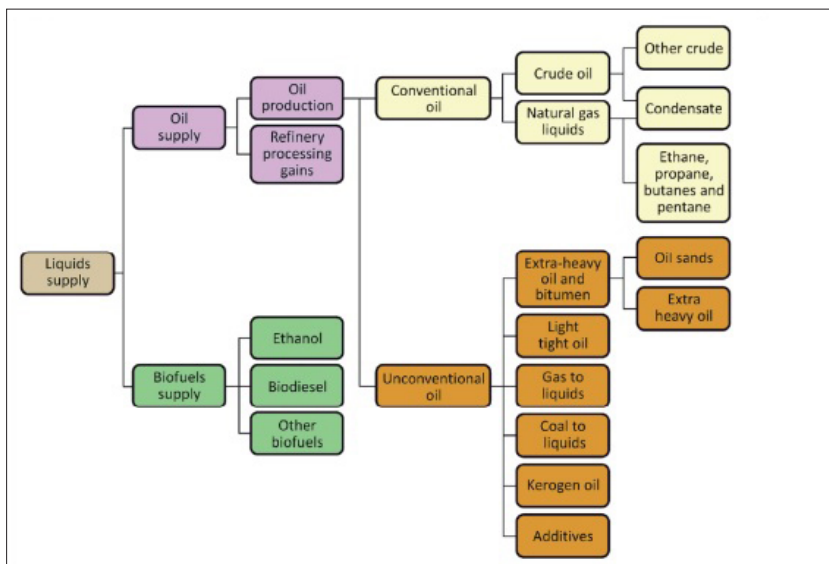 Other crude
Crude oil
Oil
production
Conventional
oil
Condensate
Oil
supply
Natural gas
liquids
Refinery
processing
gains
Ethane,
propane,
butanes and
pentane
Liquids
supply
Extra-heavy
oil and
bitumen
Oil sands
Extra
heavy oil
Ethanol
Light
tight oil
Biofuels
supply
Biodiesel
Unconventional
oil
Gas to
liquids
Other
biofuels
Coal to
liquids
Kerogen oil
Additives